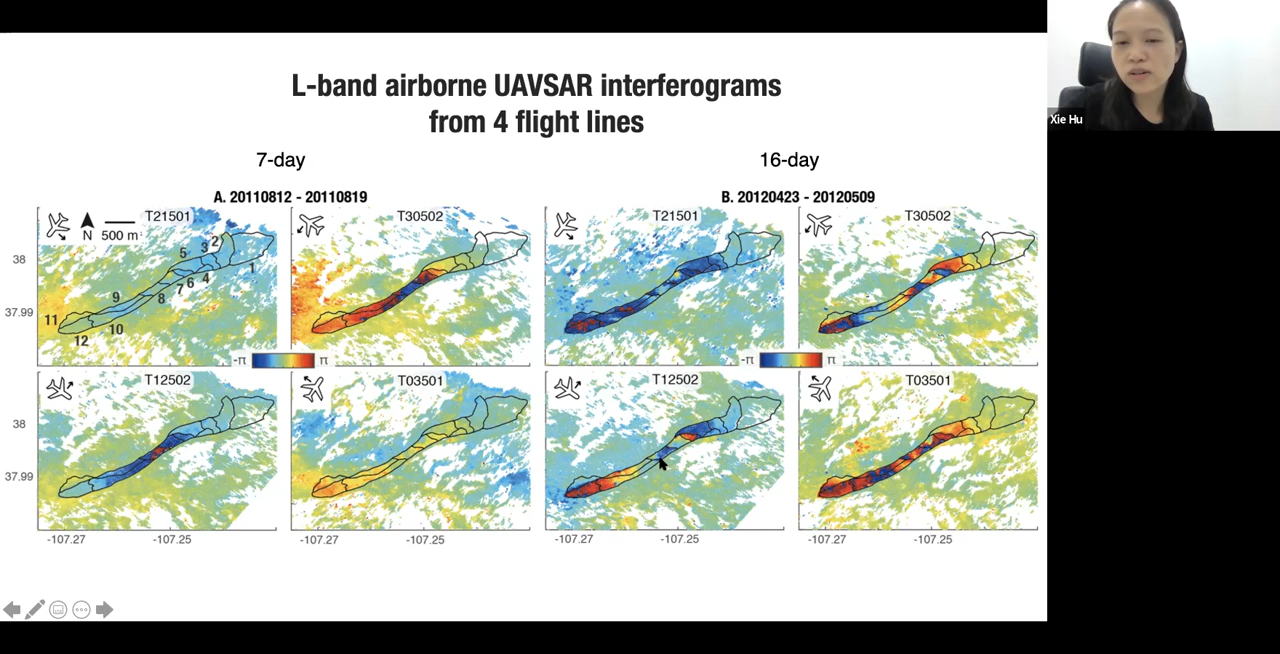 L-band airborne UAVSAR interferograms
from 4 flight lines
7-day
16-day
A. 20110812 - 20110819
B. 20120423 - 20120509
T21501
N 500 m
T30502
T21501
T30502
38
37.99
1
2
3
4
5
6
7
8
9
10
11
12
-π π
-π π
T12502
T03501
T12502
T03501
38
37.99
-107.27 -107.25
-107.27 -107.25
-107.27 -107.25
-107.27 -107.25
Xie Hu